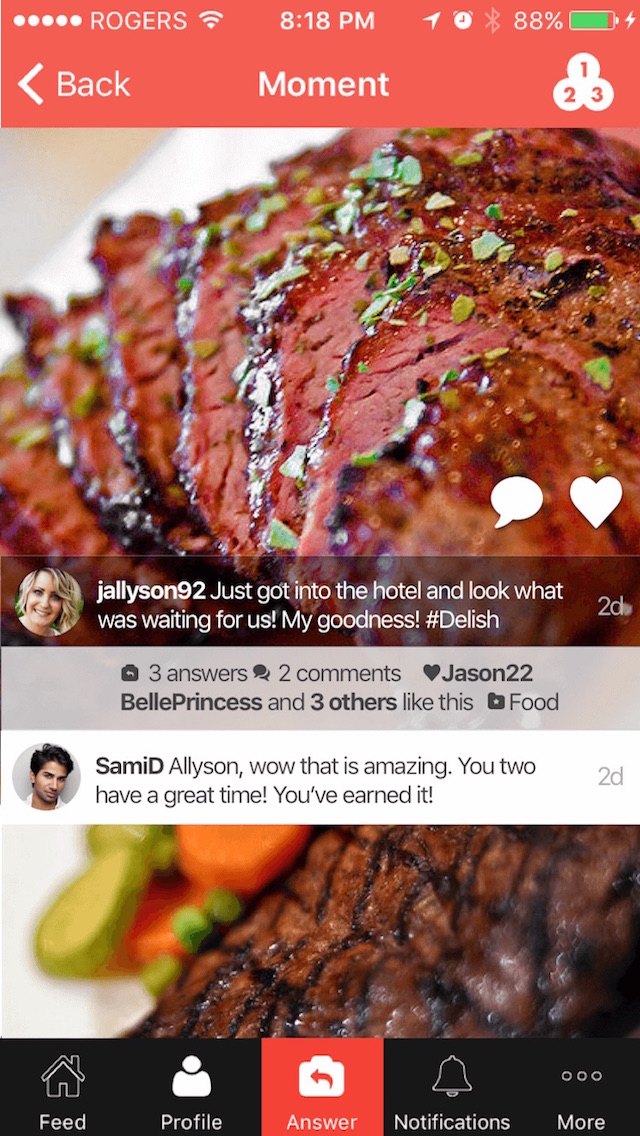 ROGERS 8:18 PM 88%
Back Moment 1 2 3
jallyson92 Just got into the hotel and look what
was waiting for us! My goodness! #Delish
2d
3 answers 2 comments Jason22
BellePrincess and 3 others like this Food
SamiD Allyson, wow that is amazing. You two
have a great time! You’ve earned it!
2d
Feed Profile Answer Notifications More